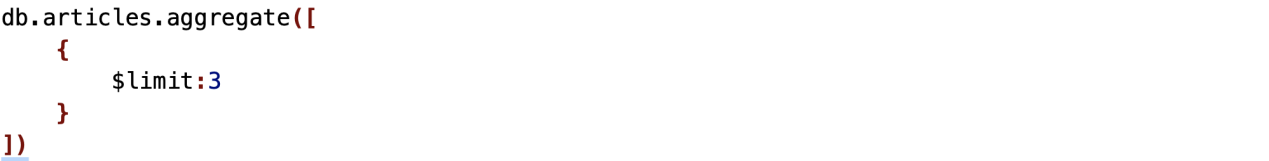 db.articles.aggregate([
    {
        $limit:3
    }
])